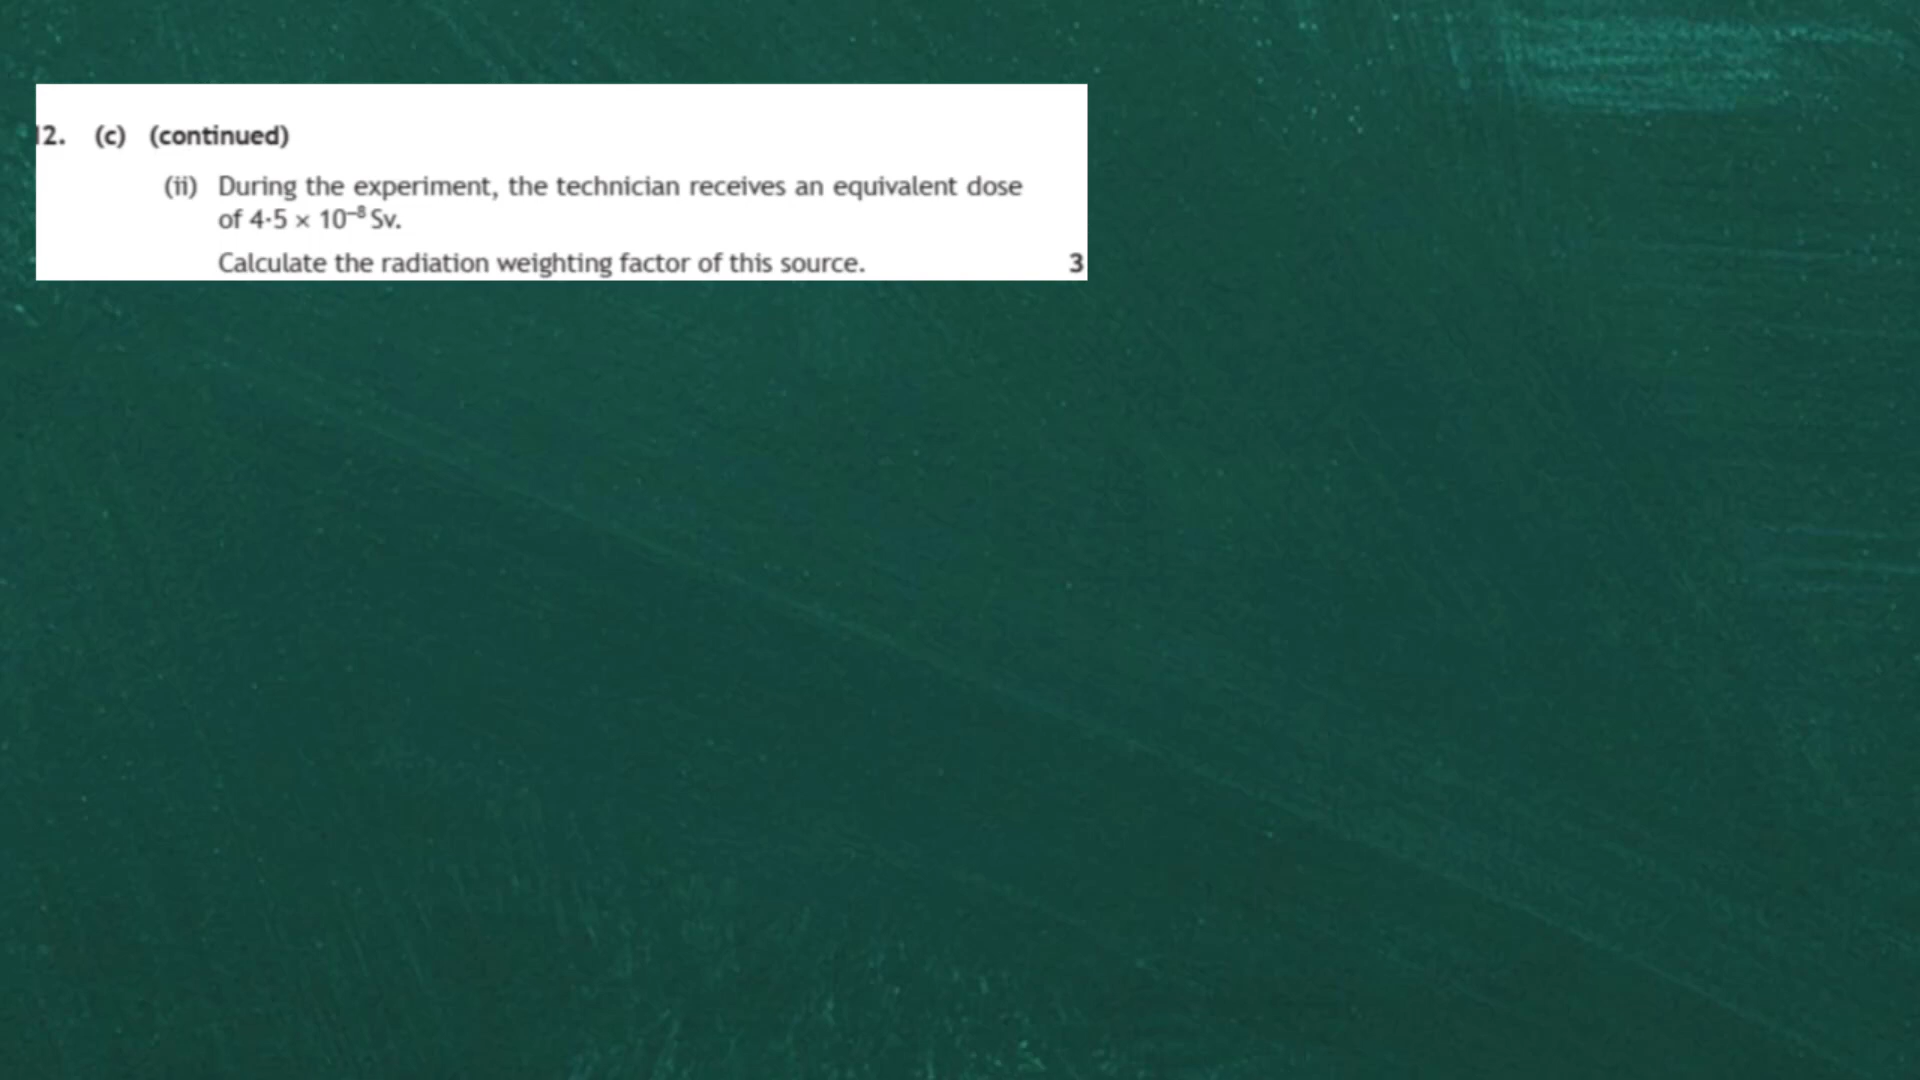 12. (c) (continued)
(ii) During the experiment, the technician receives an equivalent dose
of 4·5 × 10⁻⁸ Sv.
Calculate the radiation weighting factor of this source. 3